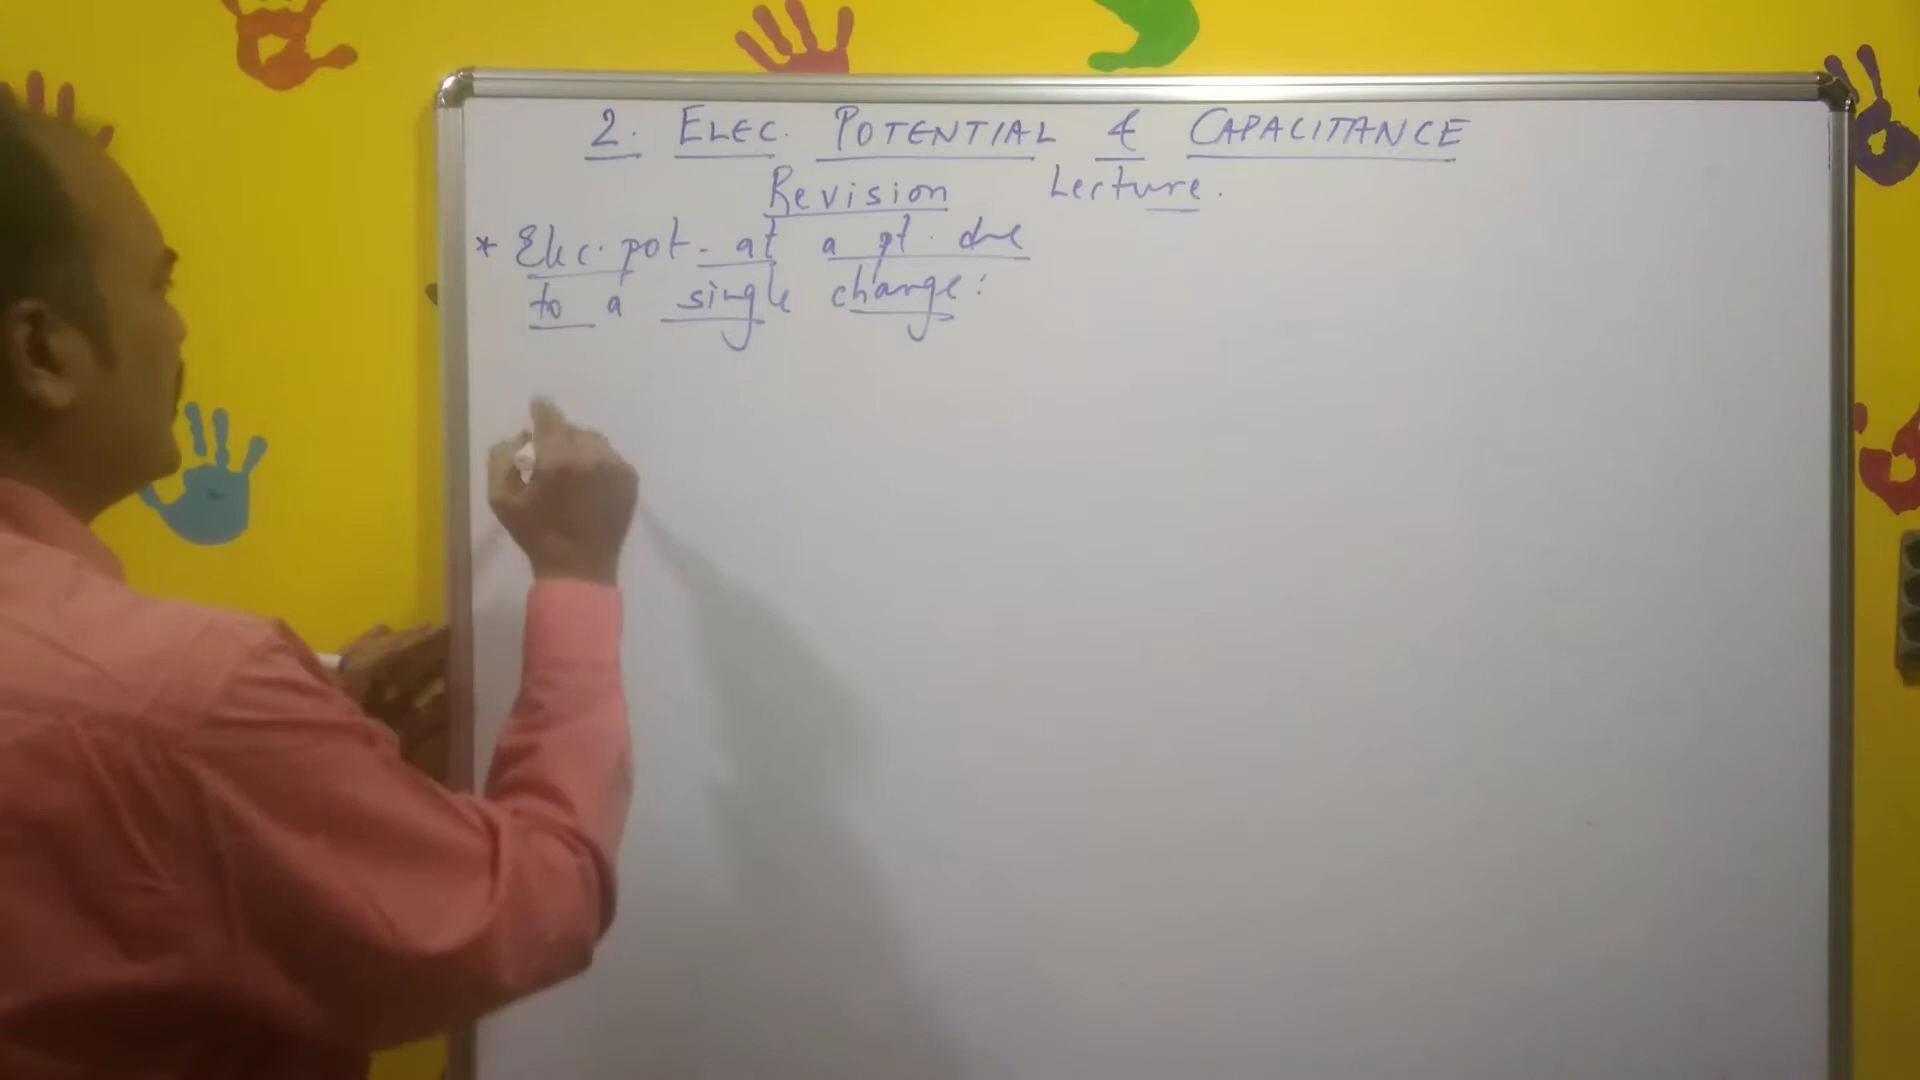 2. ELEC. POTENTIAL & CAPACITANCE
Revision Lecture.
* Elec. pot. at a pt. due
to a single charge: